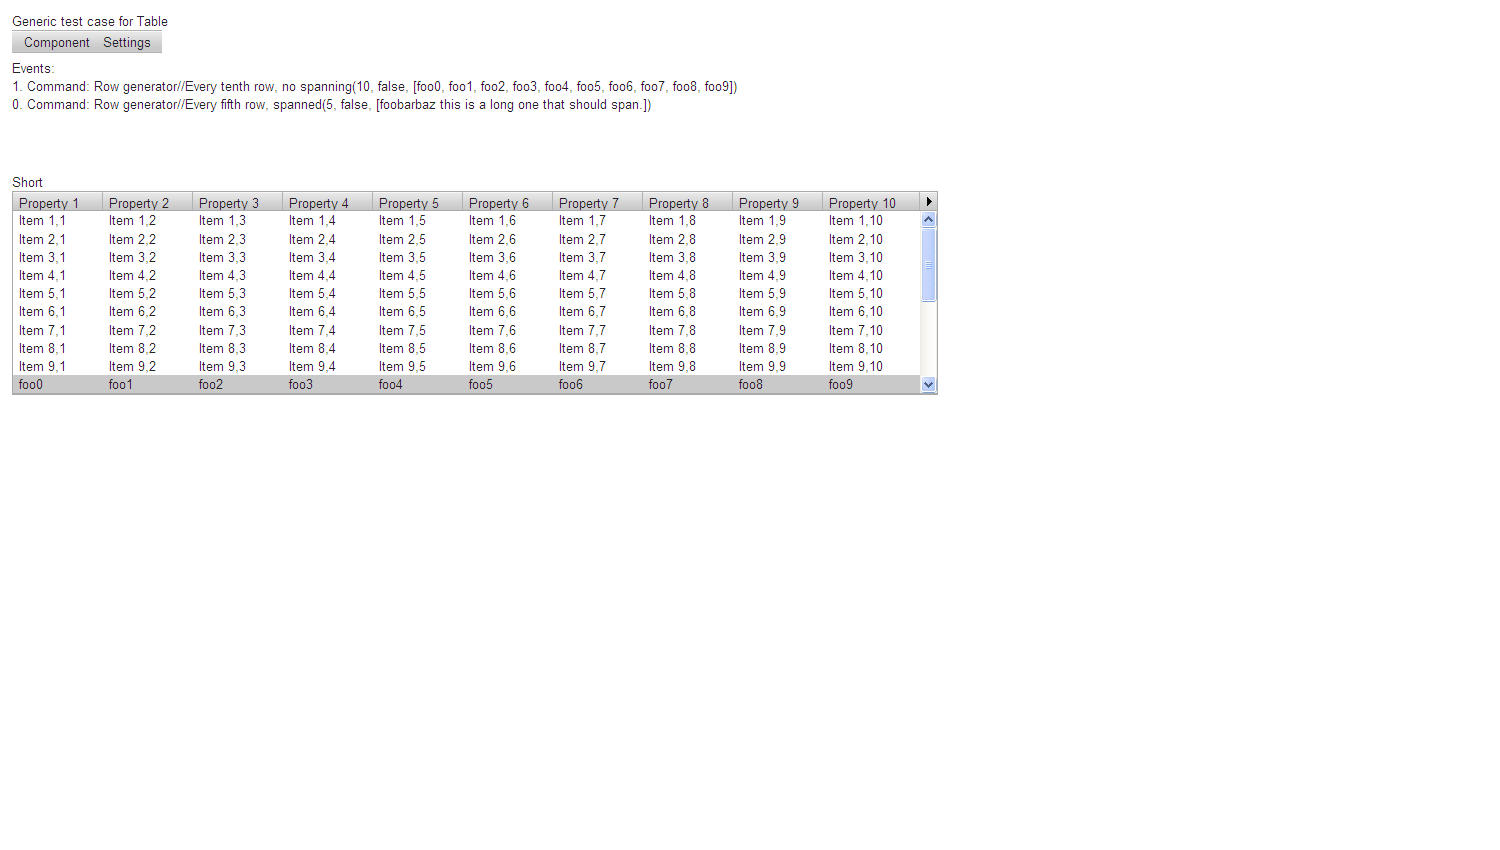 Generic test case for Table
Component Settings
Events:
1. Command: Row generator//Every tenth row, no spanning(10, false, [foo0, foo1, foo2, foo3, foo4, foo5, foo6, foo7, foo8, foo9])
0. Command: Row generator//Every fifth row, spanned(5, false, [foobarbaz this is a long one that should span.])
Short
Property 1 Property 2 Property 3 Property 4 Property 5 Property 6 Property 7 Property 8 Property 9 Property 10
Item 1,1 Item 1,2 Item 1,3 Item 1,4 Item 1,5 Item 1,6 Item 1,7 Item 1,8 Item 1,9 Item 1,10
Item 2,1 Item 2,2 Item 2,3 Item 2,4 Item 2,5 Item 2,6 Item 2,7 Item 2,8 Item 2,9 Item 2,10
Item 3,1 Item 3,2 Item 3,3 Item 3,4 Item 3,5 Item 3,6 Item 3,7 Item 3,8 Item 3,9 Item 3,10
Item 4,1 Item 4,2 Item 4,3 Item 4,4 Item 4,5 Item 4,6 Item 4,7 Item 4,8 Item 4,9 Item 4,10
Item 5,1 Item 5,2 Item 5,3 Item 5,4 Item 5,5 Item 5,6 Item 5,7 Item 5,8 Item 5,9 Item 5,10
Item 6,1 Item 6,2 Item 6,3 Item 6,4 Item 6,5 Item 6,6 Item 6,7 Item 6,8 Item 6,9 Item 6,10
Item 7,1 Item 7,2 Item 7,3 Item 7,4 Item 7,5 Item 7,6 Item 7,7 Item 7,8 Item 7,9 Item 7,10
Item 8,1 Item 8,2 Item 8,3 Item 8,4 Item 8,5 Item 8,6 Item 8,7 Item 8,8 Item 8,9 Item 8,10
Item 9,1 Item 9,2 Item 9,3 Item 9,4 Item 9,5 Item 9,6 Item 9,7 Item 9,8 Item 9,9 Item 9,10
foo0 foo1 foo2 foo3 foo4 foo5 foo6 foo7 foo8 foo9